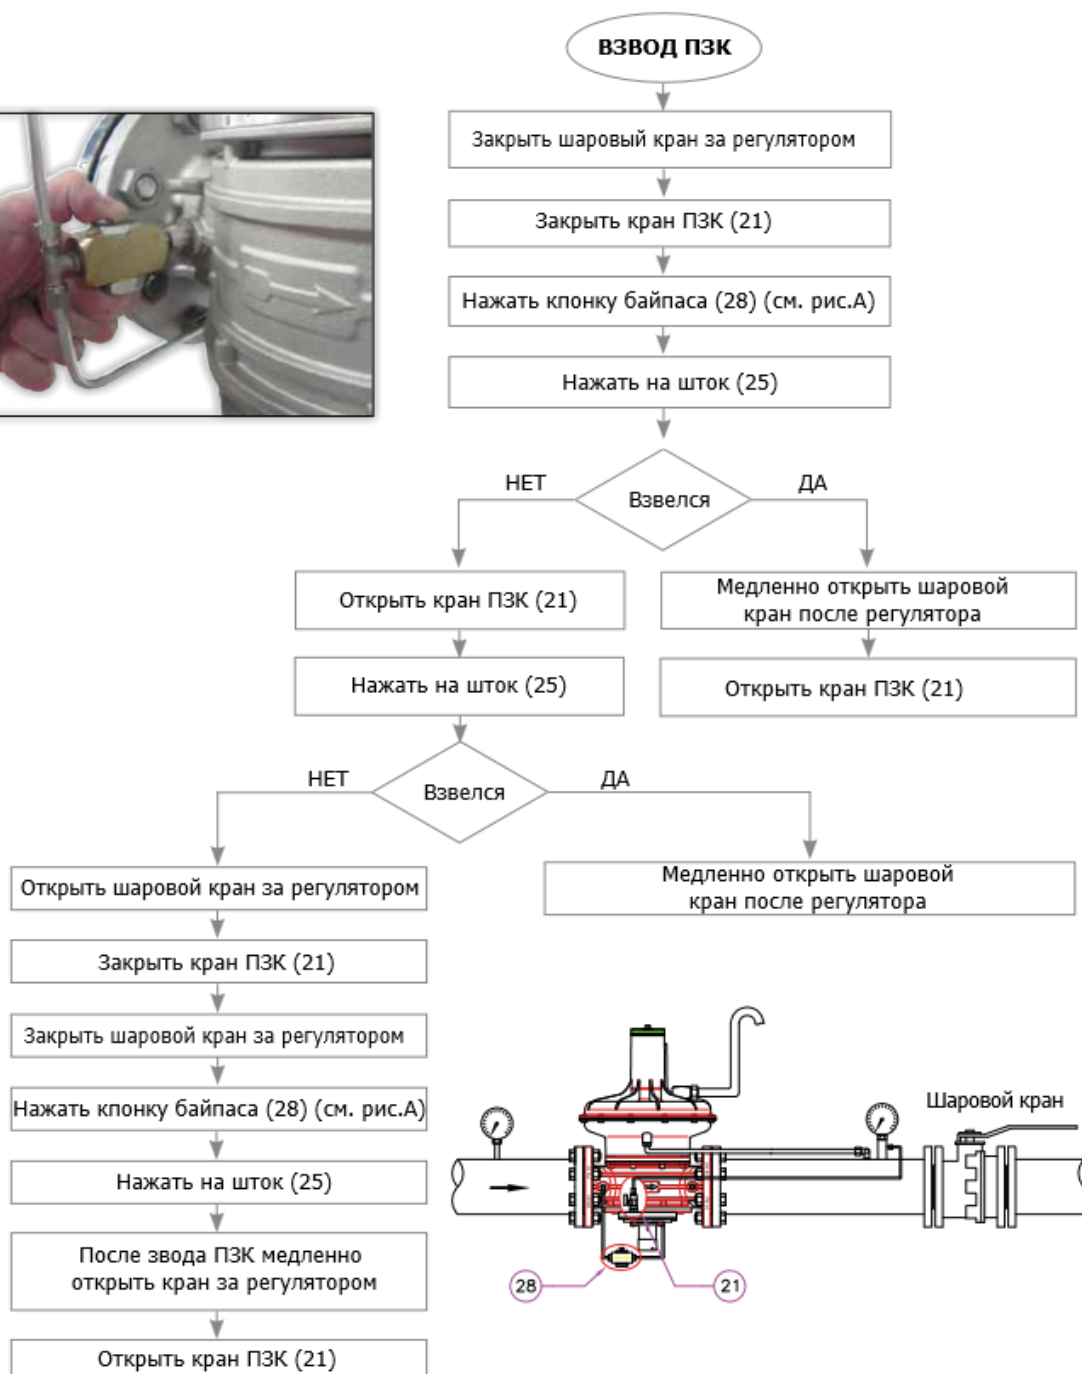 ВЗВОД ПЗК
Закрыть шаровый кран за регулятором
Закрыть кран ПЗК (21)
Нажать кпонку байпаса (28) (см. рис.А)
Нажать на шток (25)
НЕТ
Взвелся
ДА
Открыть кран ПЗК (21)
Медленно открыть шаровой
кран после регулятора
Нажать на шток (25)
Открыть кран ПЗК (21)
НЕТ
Взвелся
ДА
Открыть шаровой кран за регулятором
Медленно открыть шаровой
кран после регулятора
Закрыть кран ПЗК (21)
Закрыть шаровой кран за регулятором
Нажать кпонку байпаса (28) (см. рис.А)
Нажать на шток (25)
После звода ПЗК медленно
открыть кран за регулятором
Открыть кран ПЗК (21)
Шаровой кран
28
21